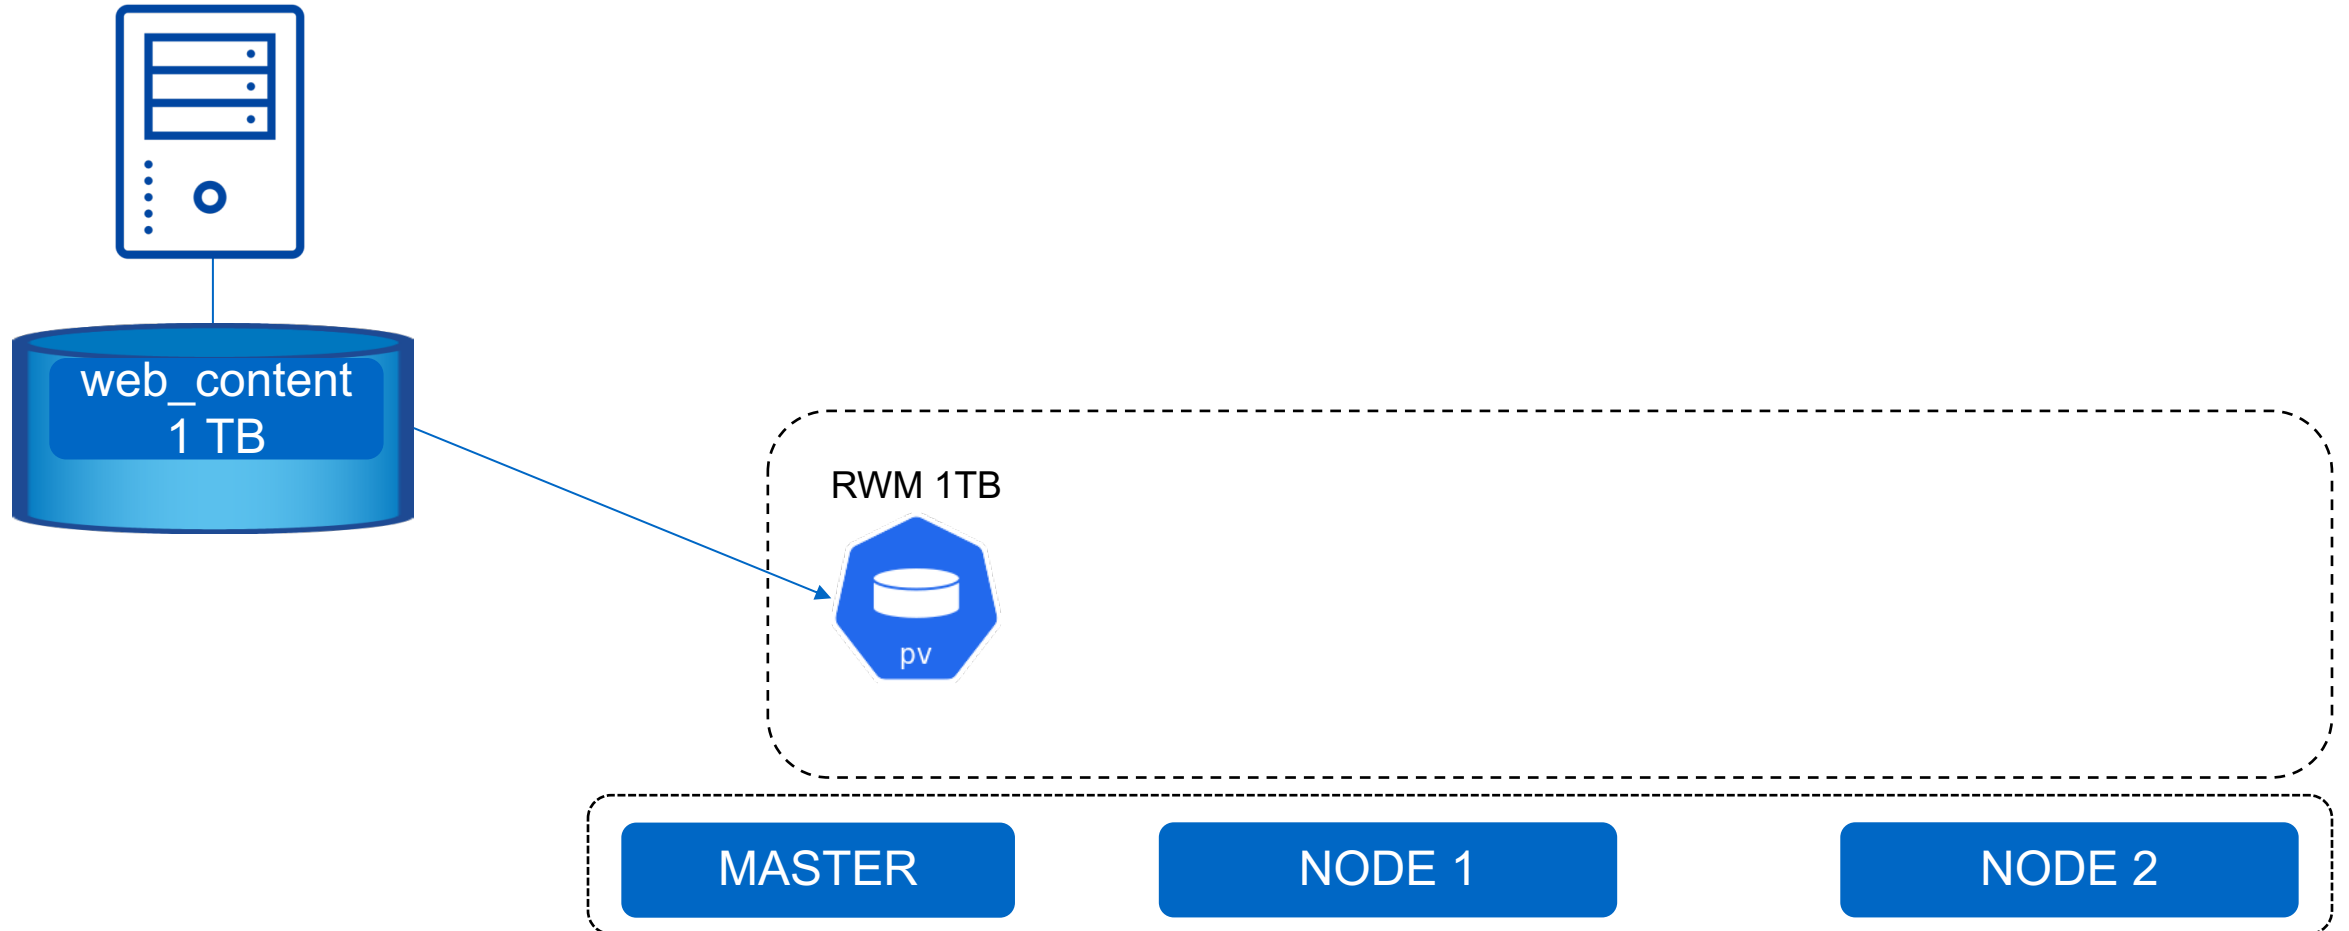 web_content
1 TB
RWM 1TB
pv
MASTER
NODE 1
NODE 2